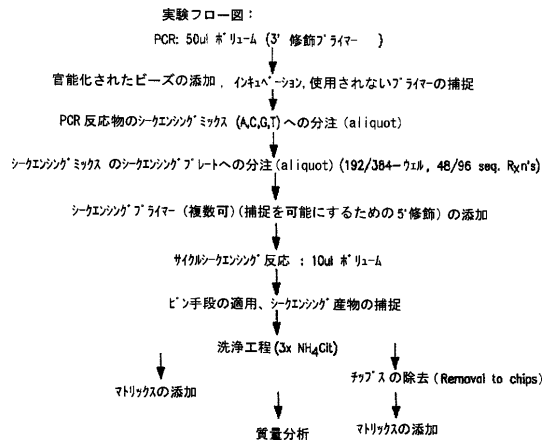 実験フロー図：
PCR: 50ul ボリューム (3' 修飾プライマー )
官能化されたビーズの添加 , インキュベーション, 使用されないプライマーの捕捉
PCR 反応物のシークエンシングミックス (A,C,G,T) への分注 (aliquot)
シークエンシングミックス のシークエンシングプレートへの分注 (aliquot) (192/384-ウェル, 48/96 seq. Rxn's)
シークエンシングプライマー (複数可) (捕捉を可能にするための 5'修飾) の添加
サイクルシークエンシング反応 : 10ul ボリューム
ピン手段の適用、シークエンシング産物の捕捉
洗浄工程 (3x NH4Cit)
マトリックスの添加
チップスの除去 (Removal to chips)
質量分析
マトリックスの添加